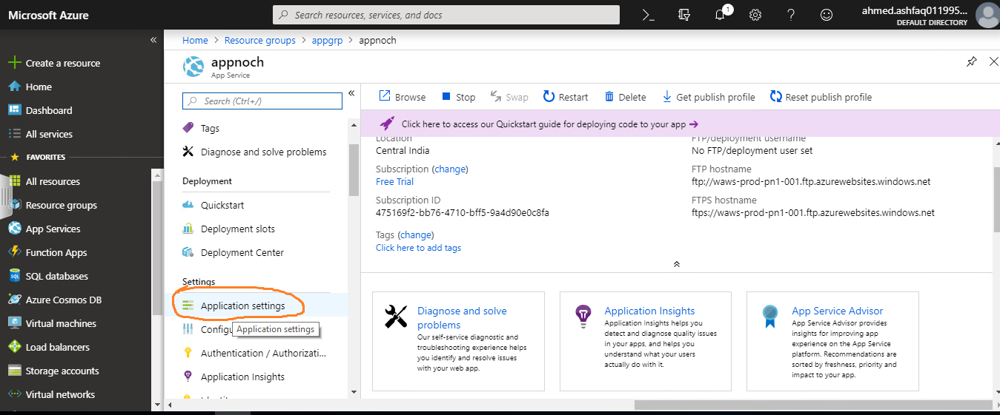 Microsoft Azure
Search resources, services, and docs
1
ahmed.ashfaq011995...
DEFAULT DIRECTORY
Create a resource
Home
Dashboard
All services
FAVORITES
All resources
Resource groups
App Services
Function Apps
SQL databases
Azure Cosmos DB
Virtual machines
Load balancers
Storage accounts
Virtual networks
Home > Resource groups > appgrp > appnoch
appnoch
App Service
Search (Ctrl+/)
Tags
Diagnose and solve problems
Deployment
Quickstart
Deployment slots
Deployment Center
Settings
Application settings
Configu
Application settings
Authentication / Authorizati...
Application Insights
Browse
Stop
Swap
Restart
Delete
Get publish profile
Reset publish profile
Click here to access our Quickstart guide for deploying code to your app
Location
Central India
Subscription (change)
Free Trial
Subscription ID
475169f2-bb76-4710-bff5-9a4d90e0c8fa
Tags (change)
Click here to add tags
FTP/deployment username
No FTP/deployment user set
FTP hostname
ftp://waws-prod-pn1-001.ftp.azurewebsites.windows.net
FTPS hostname
ftps://waws-prod-pn1-001.ftp.azurewebsites.windows.net
Diagnose and solve
problems
Our self-service diagnostic and
troubleshooting experience helps
you identify and resolve issues
with your web app.
Application Insights
Application Insights helps you
detect and diagnose quality issues
in your apps, and helps you
understand what your users
actually do with it.
App Service Advisor
App Service Advisor provides
insights for improving app
experience on the App Service
platform. Recommendations are
sorted by freshness, priority and
impact to your app.